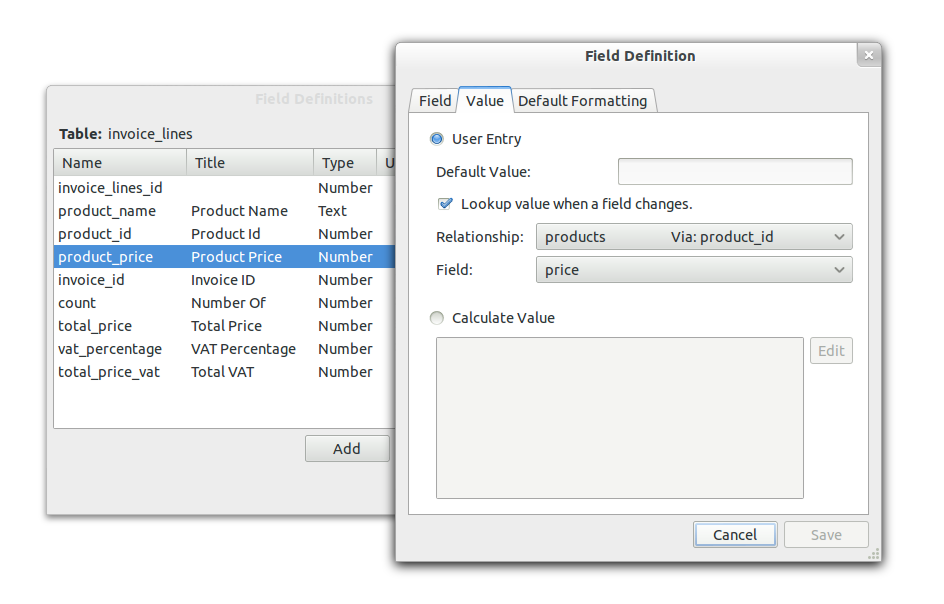 Field Definitions
Table: invoice_lines
Name Title Type U
invoice_lines_id Number
product_name Product Name Text
product_id Product Id Number
product_price Product Price Number
invoice_id Invoice ID Number
count Number Of Number
total_price Total Price Number
vat_percentage VAT Percentage Number
total_price_vat Total VAT Number
Add
Field Definition
Field Value Default Formatting
User Entry
Default Value:
Lookup value when a field changes.
Relationship: products Via: product_id
Field: price
Calculate Value
Edit
Cancel Save